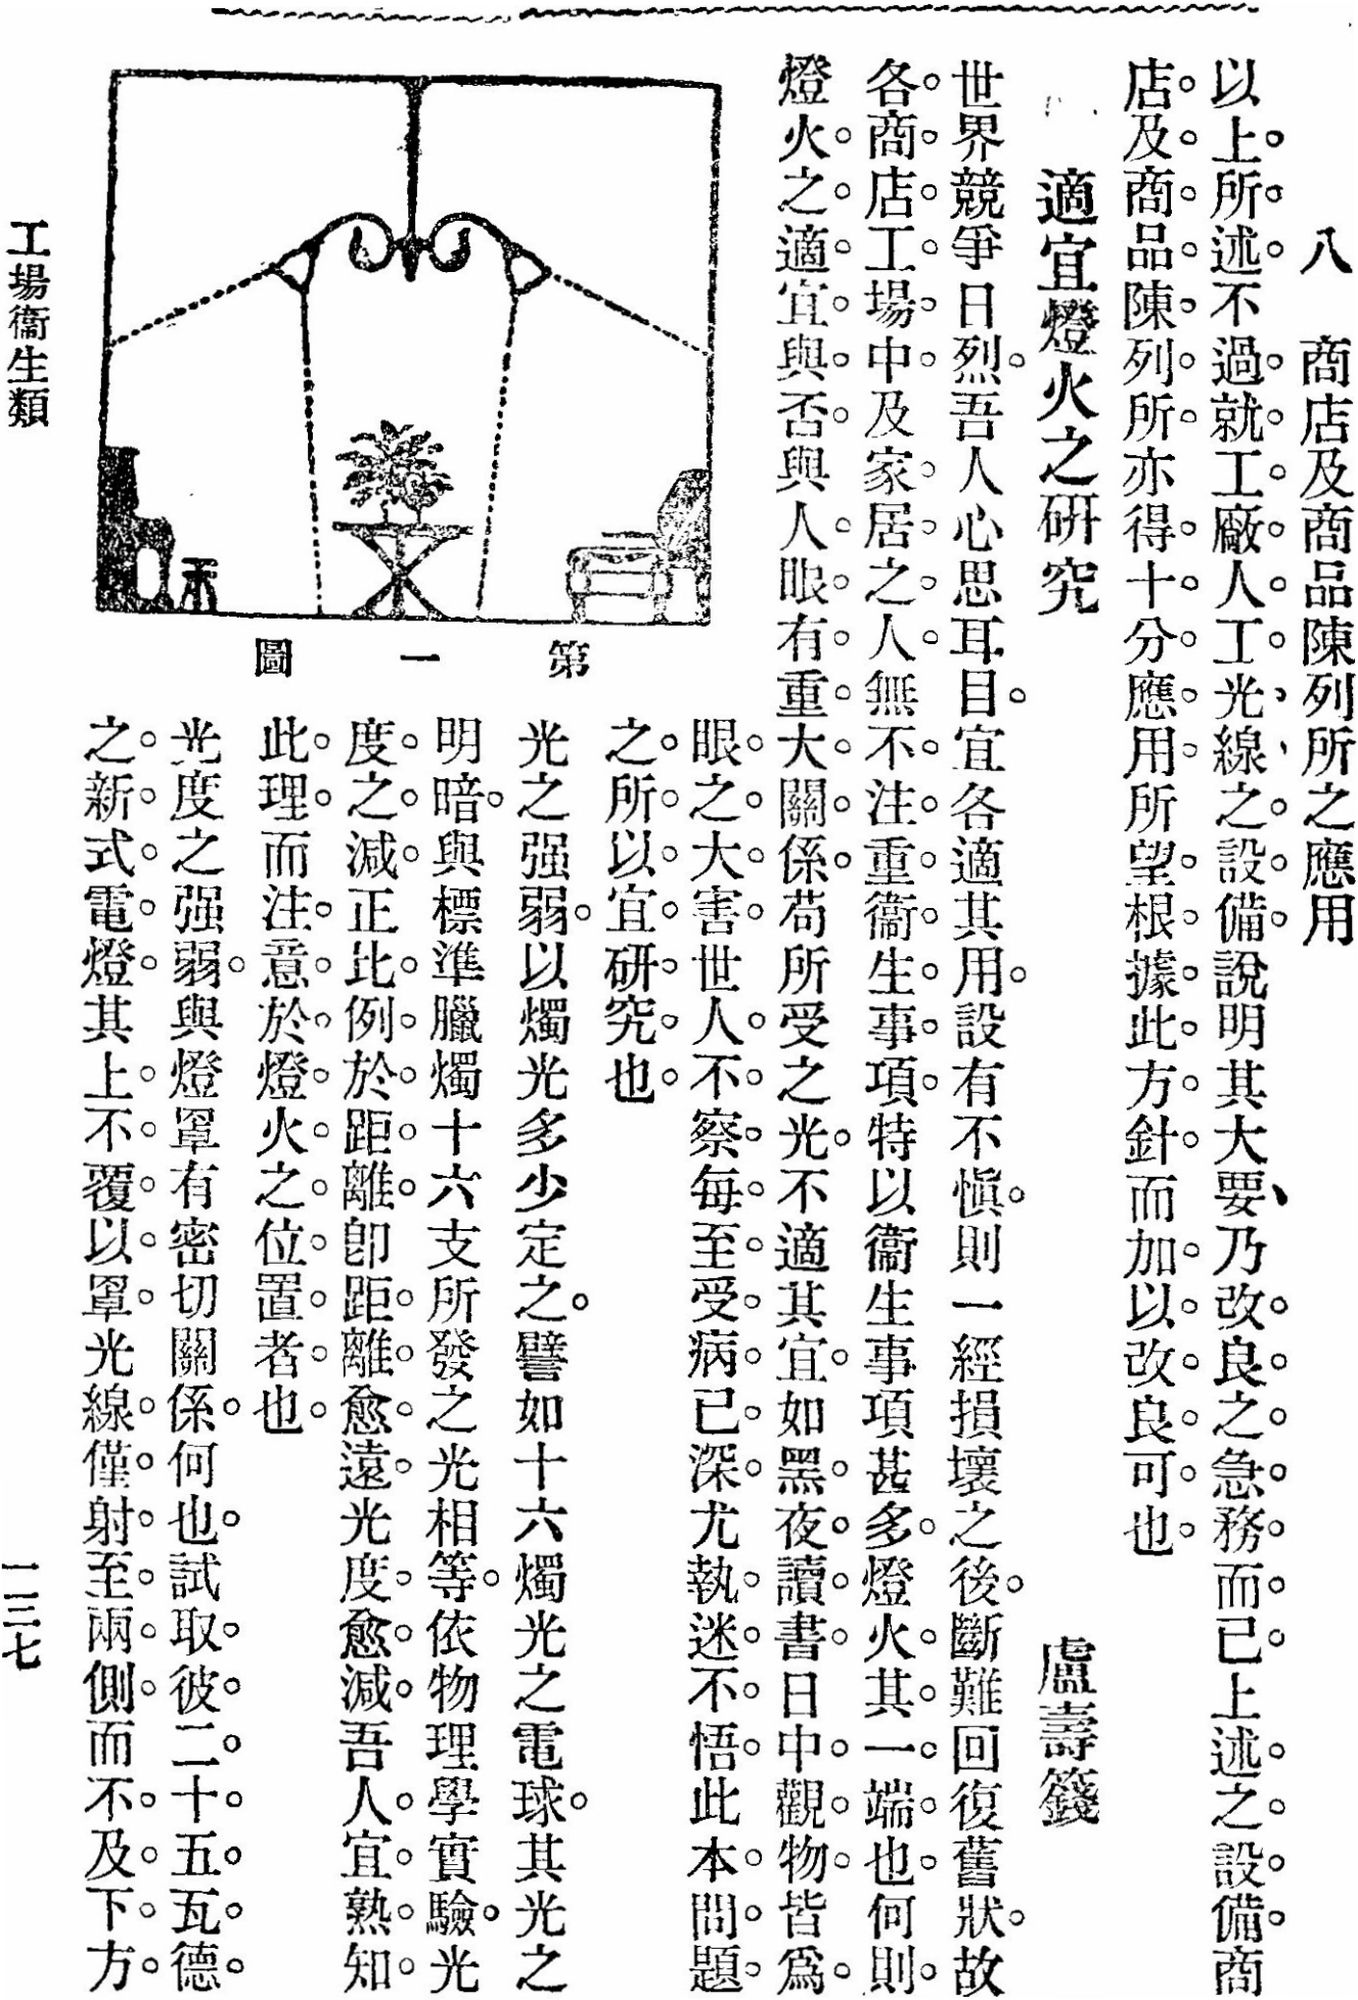 八　商店及商品陳列所之應用
以上所述不過就工廠人工光線之設備說明其大要、乃改良之急務而已上述之設備商
店及商品陳列所亦得十分應用所望根據此方針而加以改良可也
適宜燈火之研究　盧壽籛
世界競爭日烈吾人心思耳目宜各適其用設有不愼則一經損壞之後斷難回復舊狀故
各商店工場中及家居之人無不注重衞生事項特以衞生事項甚多燈火其一端也何則
燈火之適宜與否與人眼有重大關係苟所受之光不適其宜如黑夜讀書日中觀物皆爲
眼之大害世人不察每至受病已深尤執迷不悟此本問題
之所以宜研究也
光之强弱以燭光多少定之譬如十六燭光之電球其光之
明暗與標準臘燭十六支所發之光相等依物理學實驗光
度之減正比例於距離卽距離愈遠光度愈減吾人宜熟知
此理而注意於燈火之位置者也
光度之强弱與燈罩有密切關係何也試取彼二十五瓦德
之新式電燈其上不覆以罩光線僅射至兩側而不及下方
第一圖
工場衞生類
一三七